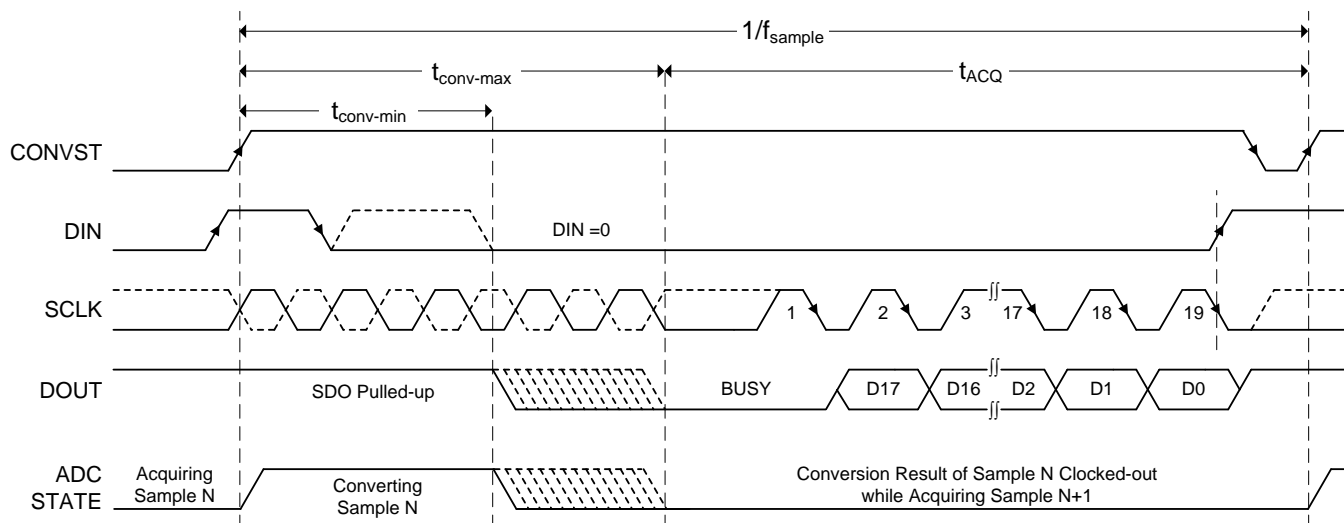 1/fsample
tconv-max
tACQ
tconv-min
CONVST
DIN
DIN =0
SCLK
1 2 3 17 18 19
DOUT
SDO Pulled-up
BUSY
D17 D16 D2 D1 D0
ADC
STATE
Acquiring
Sample N
Converting
Sample N
Conversion Result of Sample N Clocked-out
while Acquiring Sample N+1